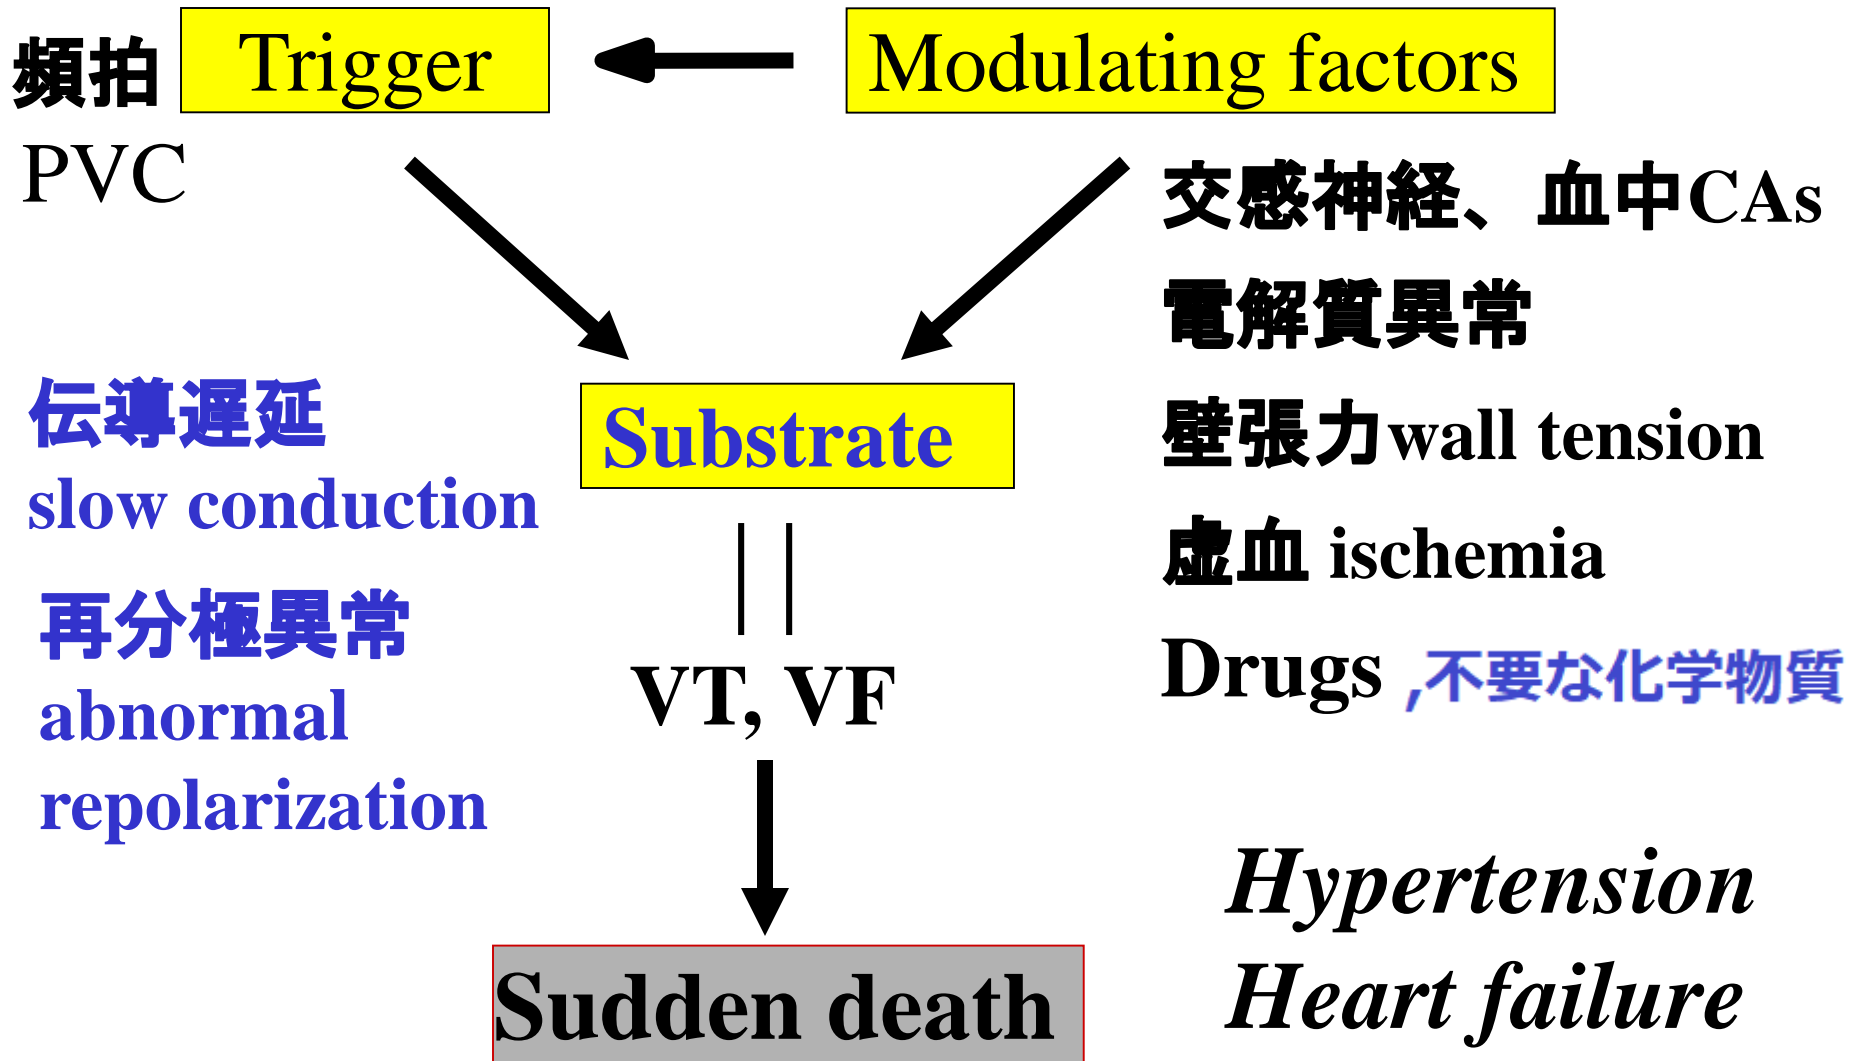 頻拍 Trigger
PVC
Modulating factors
交感神経、血中CAs
電解質異常
壁張力wall tension
虚血 ischemia
Drugs ,不要な化学物質
伝導遅延
slow conduction
再分極異常
abnormal
repolarization
Substrate
VT, VF
Sudden death
Hypertension
Heart failure